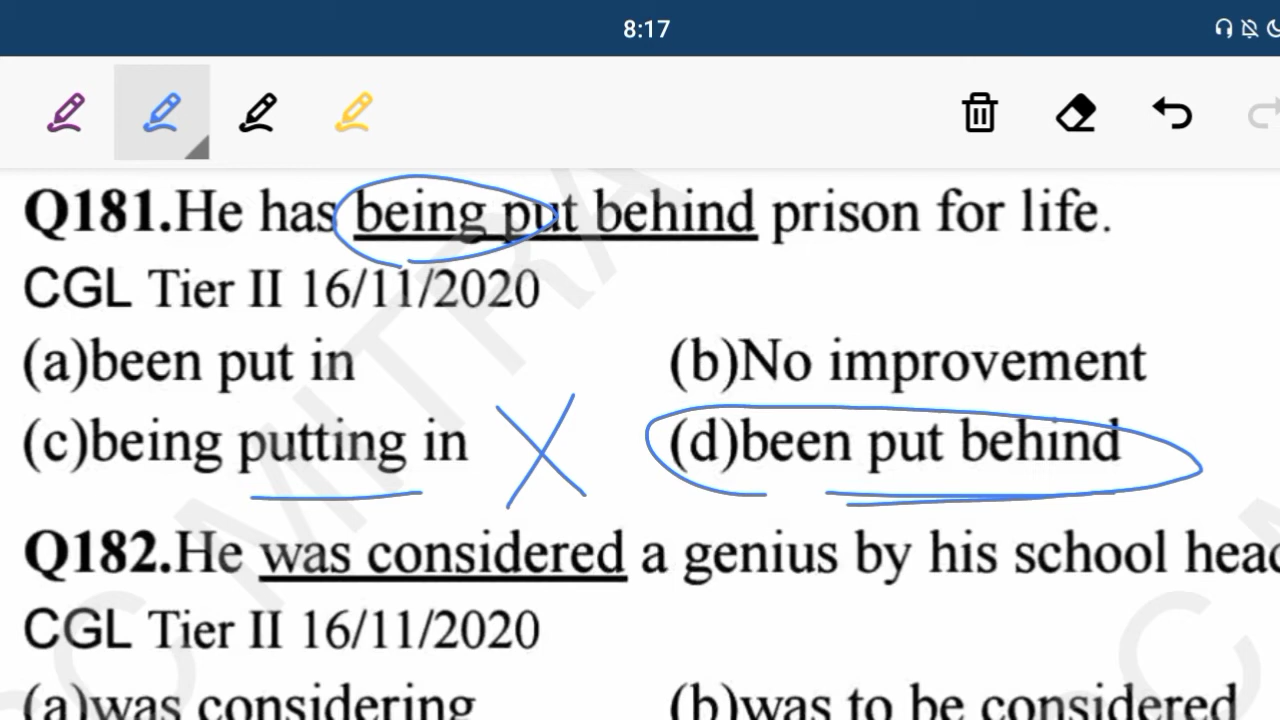 8:17
Q181.He has being put behind prison for life.
CGL Tier II 16/11/2020
(a)been put in (b)No improvement
(c)being putting in (d)been put behind
Q182.He was considered a genius by his school
CGL Tier II 16/11/2020
(a)was considering (b)was to be considered